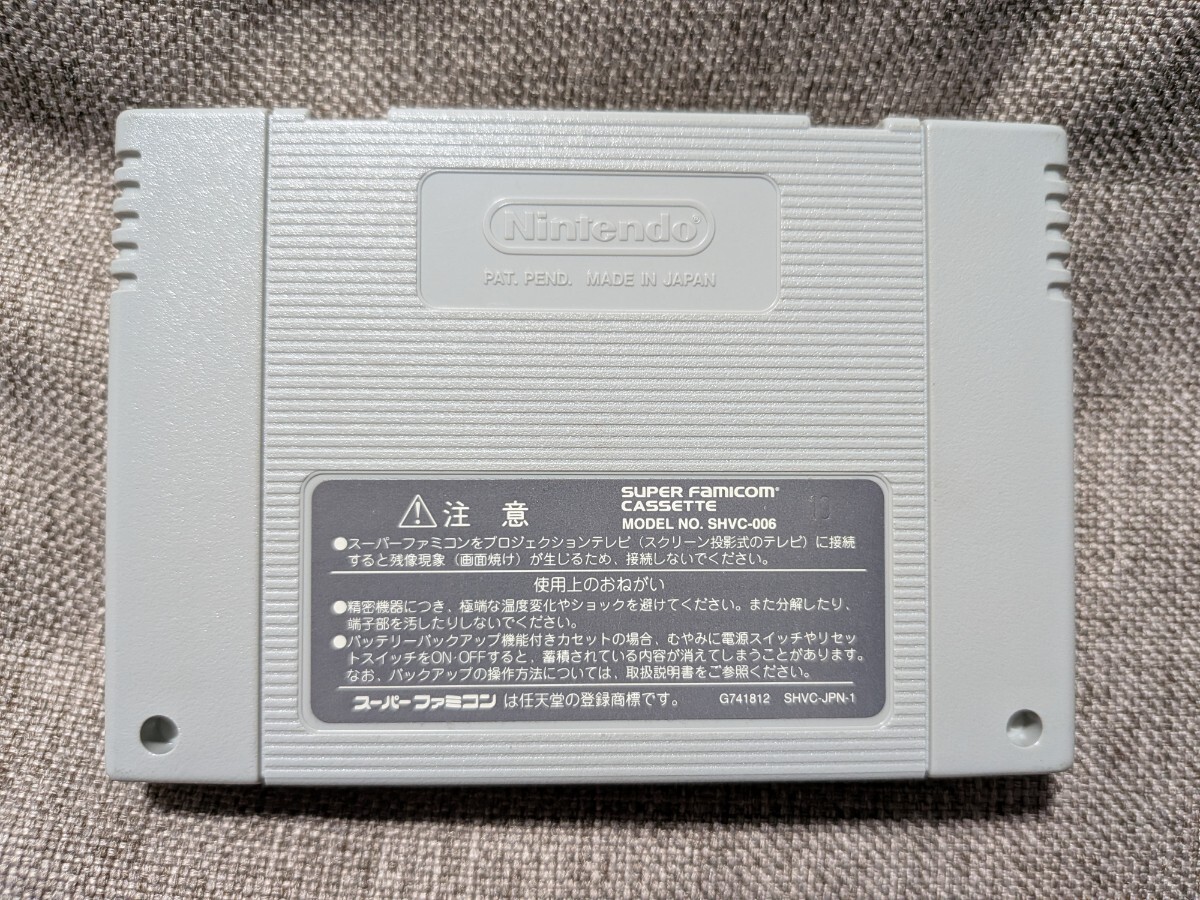 Nintendo®
PAT. PEND. MADE IN JAPAN
注 意
SUPER FAMICOM®
CASSETTE
MODEL NO. SHVC-006
●スーパーファミコンをプロジェクションテレビ（スクリーン投影式のテレビ）に接続
すると残像現象（画面焼け）が生じるため、接続しないでください。
使用上のおねがい
●精密機器につき、極端な温度変化やショックを避けてください。また分解したり、
端子部を汚したりしないでください。
●バッテリーバックアップ機能付きカセットの場合、むやみに電源スイッチやリセッ
トスイッチをON·OFFすると、蓄積されている内容が消えてしまうことがあります。
なお、バックアップの操作方法については、取扱説明書をご参照ください。
スーパーファミコン は任天堂の登録商標です。 G741812 SHVC-JPN-1